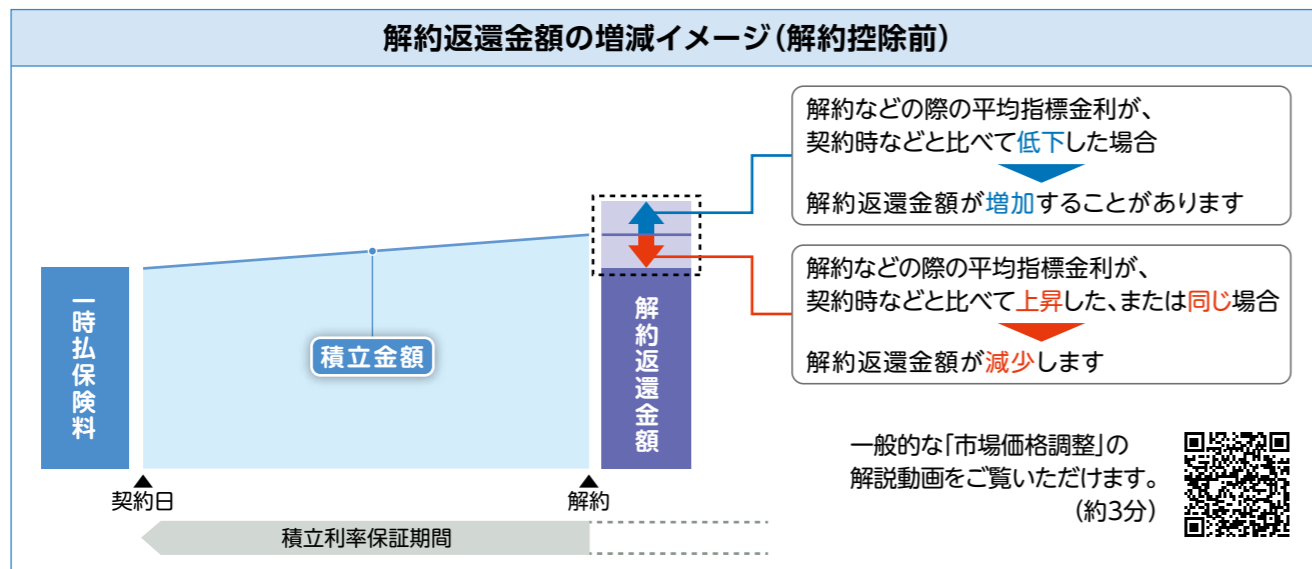 解約返還金額の増減イメージ（解約控除前）
解約などの際の平均指標金利が、
契約時などと比べて低下した場合
解約返還金額が増加することがあります
解約などの際の平均指標金利が、
契約時などと比べて上昇した、または同じ場合
解約返還金額が減少します
一時払保険料
積立金額
解約返還金額
契約日
解約
積立利率保証期間
一般的な「市場価格調整」の
解説動画をご覧いただけます。
（約3分）